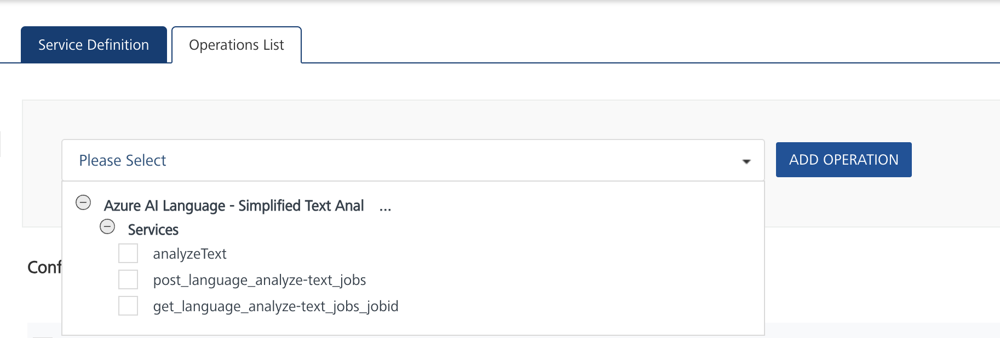 Service Definition
Operations List
Please Select
ADD OPERATION
Azure AI Language - Simplified Text Anal ...
Services
analyzeText
post_language_analyze-text_jobs
get_language_analyze-text_jobs_jobid
Conf